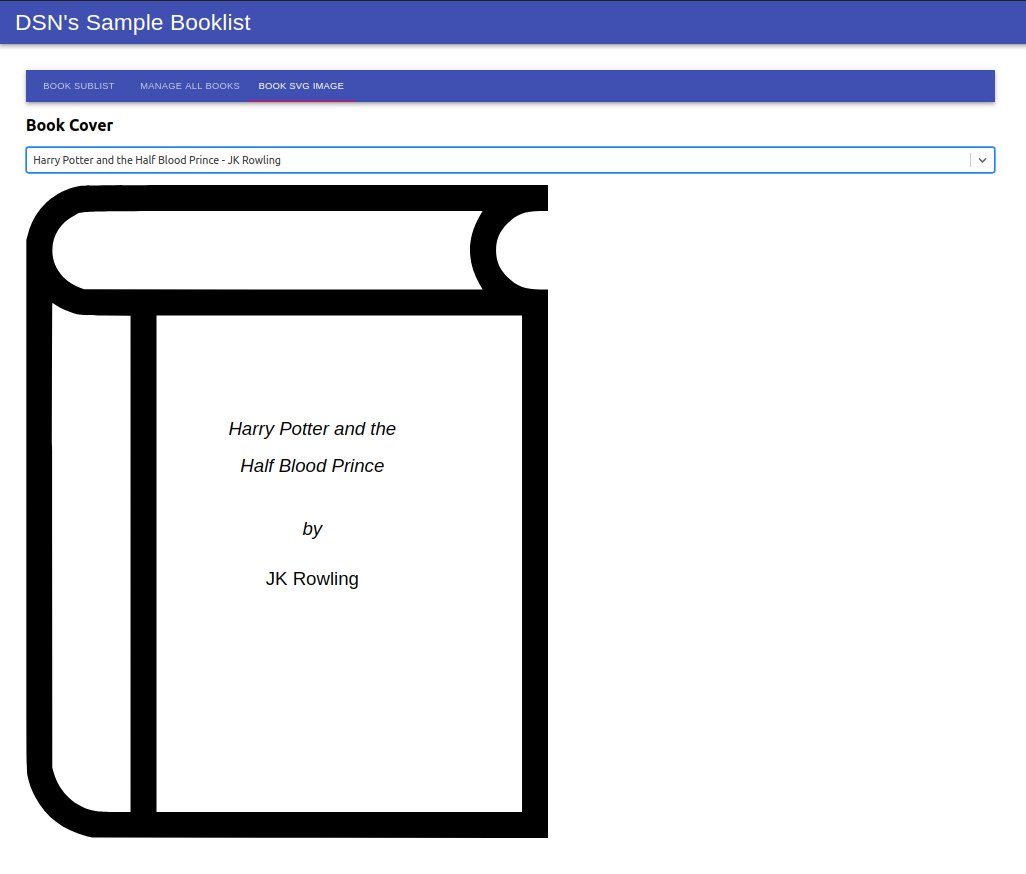 DSN's Sample Booklist
BOOK SUBLIST MANAGE ALL BOOKS BOOK SVG IMAGE
Book Cover
Harry Potter and the Half Blood Prince - JK Rowling
Harry Potter and the
Half Blood Prince
by
JK Rowling